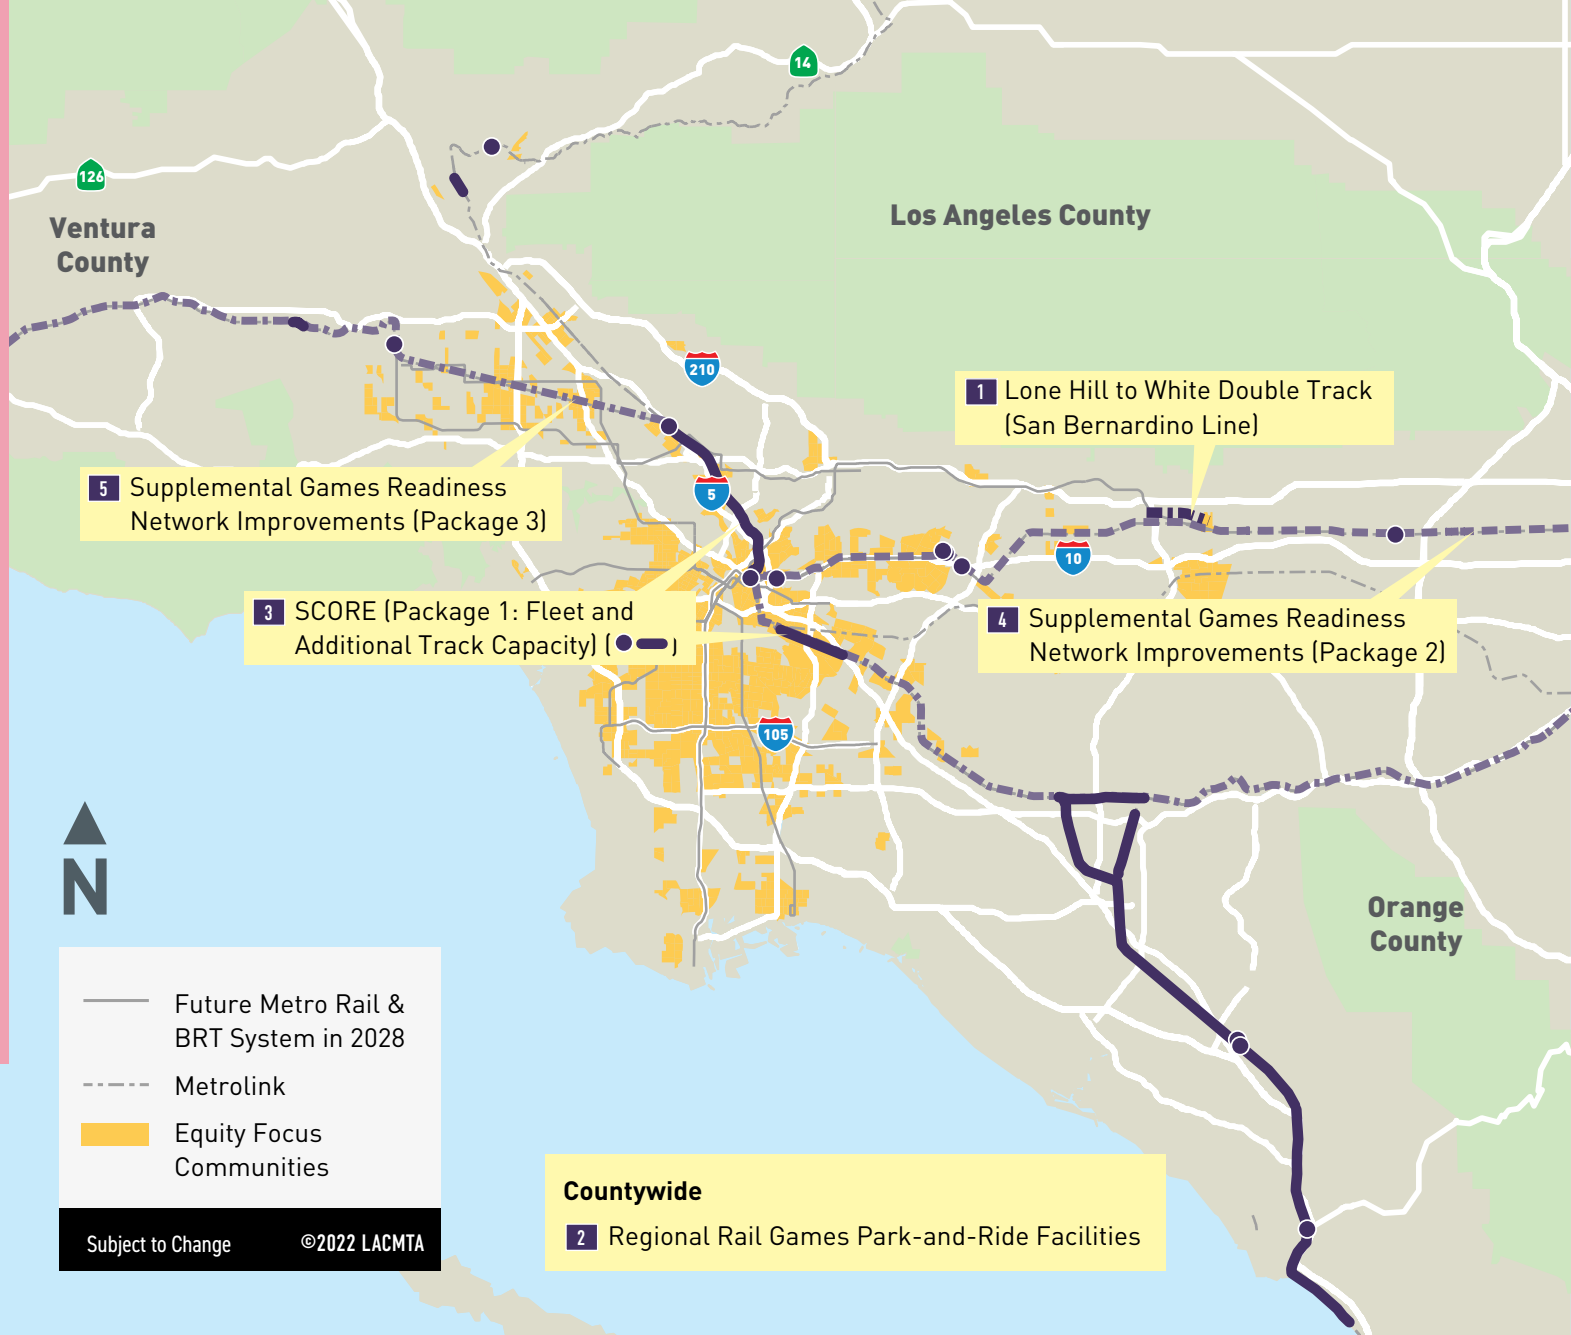 14
126
Ventura
County
Los Angeles County
210
1 Lone Hill to White Double Track
(San Bernardino Line)
5 Supplemental Games Readiness
Network Improvements (Package 3)
5
10
3 SCORE (Package 1: Fleet and
Additional Track Capacity) ( )
4 Supplemental Games Readiness
Network Improvements (Package 2)
105
N
Orange
County
Future Metro Rail &
BRT System in 2028
Metrolink
Equity Focus
Communities
Subject to Change ©2022 LACMTA
Countywide
2 Regional Rail Games Park-and-Ride Facilities